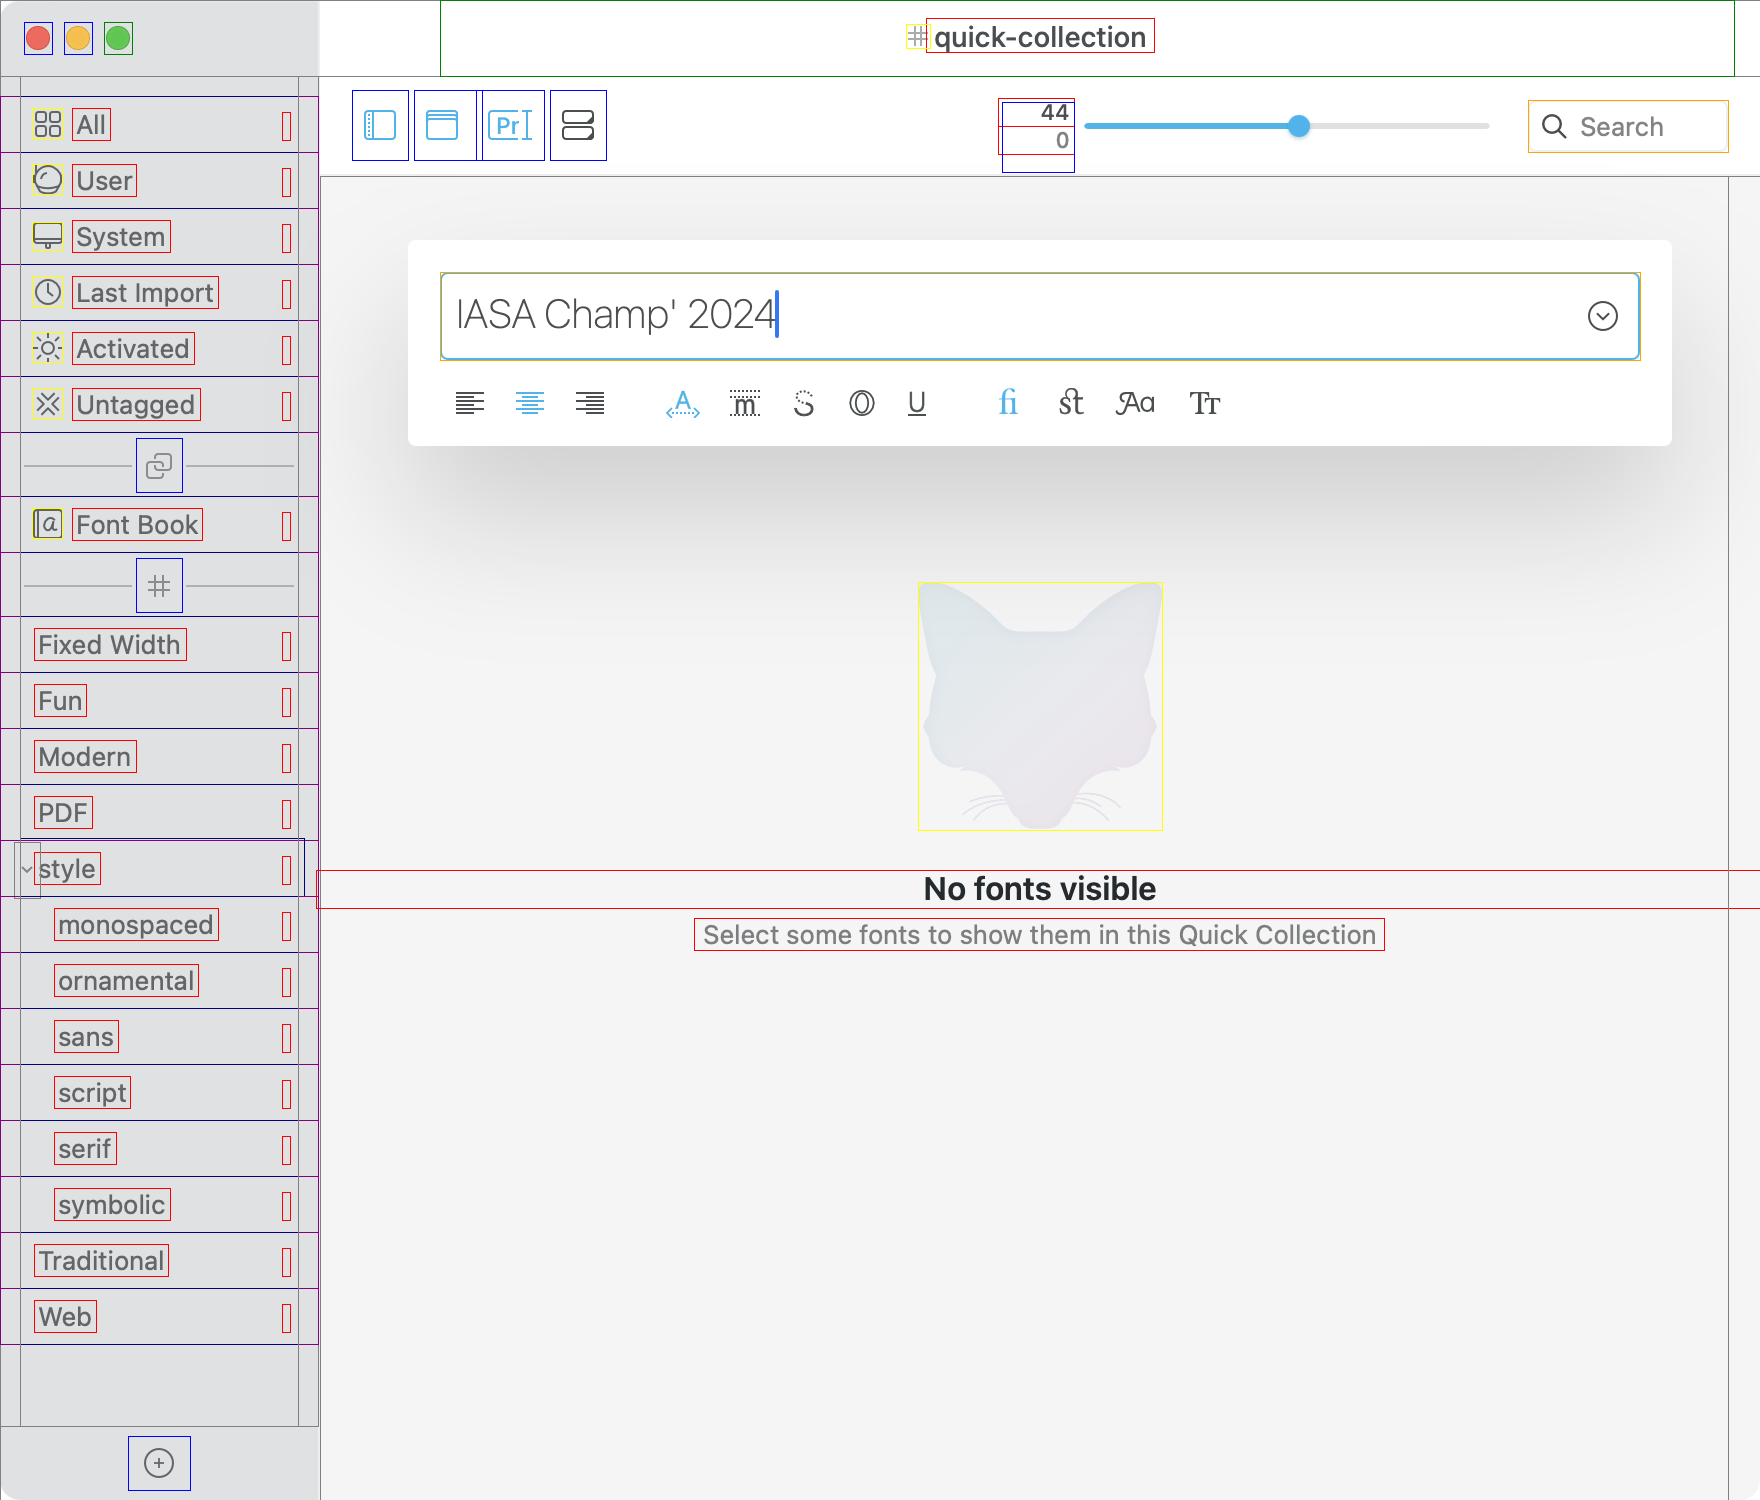 quick-collection
All
User
System
Last Import
Activated
Untagged
Font Book
Fixed Width
Fun
Modern
PDF
style
monospaced
ornamental
sans
script
serif
symbolic
Traditional
Web
Pr
44
0
Search
IASA Champ' 2024
A m S O U fi st Aa Tt
No fonts visible
Select some fonts to show them in this Quick Collection